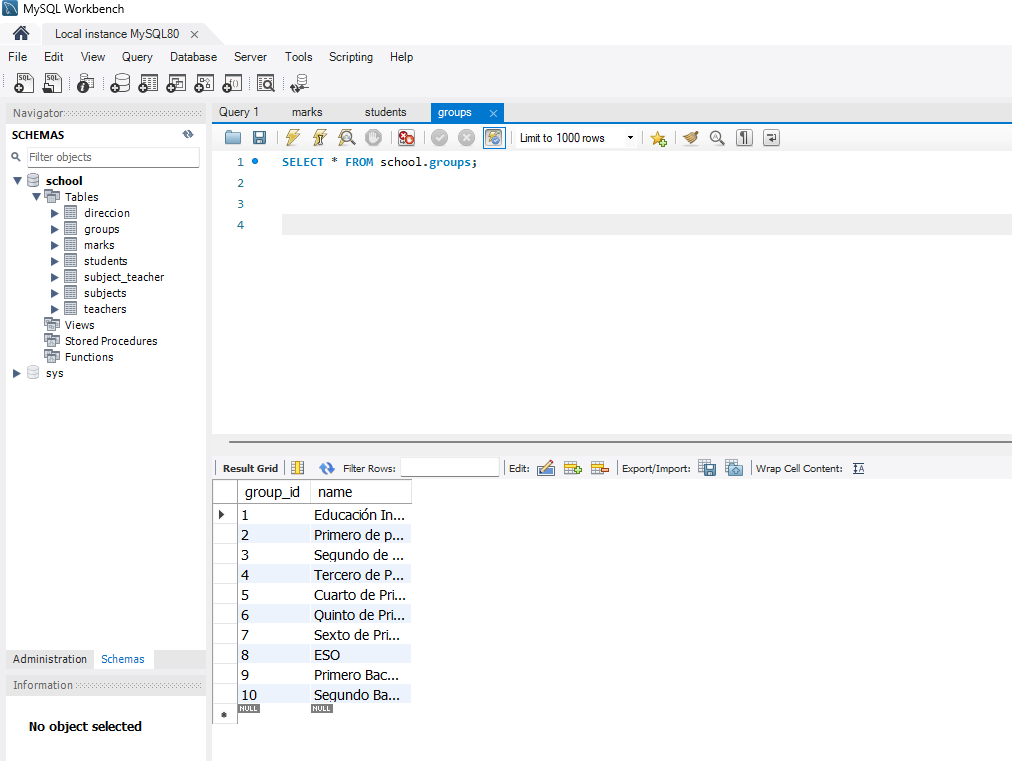 MySQL Workbench
Local instance MySQL80
File Edit View Query Database Server Tools Scripting Help
Navigator
SCHEMAS
Filter objects
school
Tables
direccion
groups
marks
students
subject_teacher
subjects
teachers
Views
Stored Procedures
Functions
sys
Administration Schemas
Information
No object selected
Query 1 marks students groups
Limit to 1000 rows
1 SELECT * FROM school.groups;
2
3
4
Result Grid Filter Rows: Edit: Export/Import: Wrap Cell Content:
group_id name
1 Educación In...
2 Primero de p...
3 Segundo de ...
4 Tercero de P...
5 Cuarto de Pri...
6 Quinto de Pri...
7 Sexto de Pri...
8 ESO
9 Primero Bac...
10 Segundo Ba...
NULL NULL